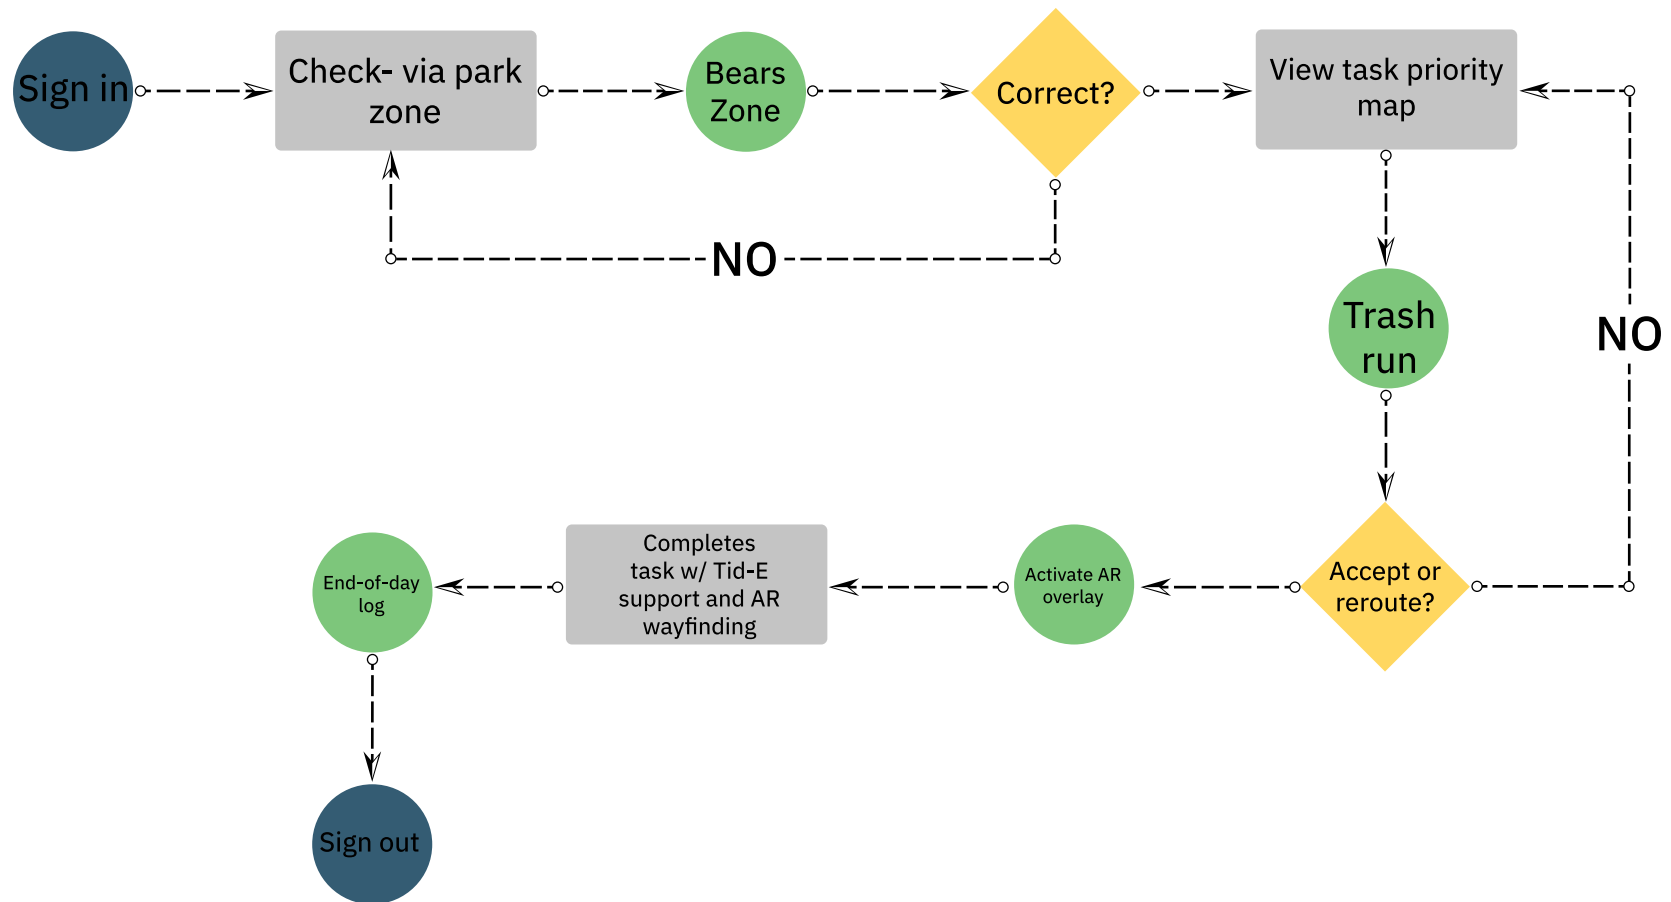 Sign in
Check- via park
zone
Bears
Zone
Correct?
View task priority
map
NO
Trash
run
NO
Accept or
reroute?
Activate AR
overlay
Completes
task w/ Tid-E
support and AR
wayfinding
End-of-day
log
Sign out